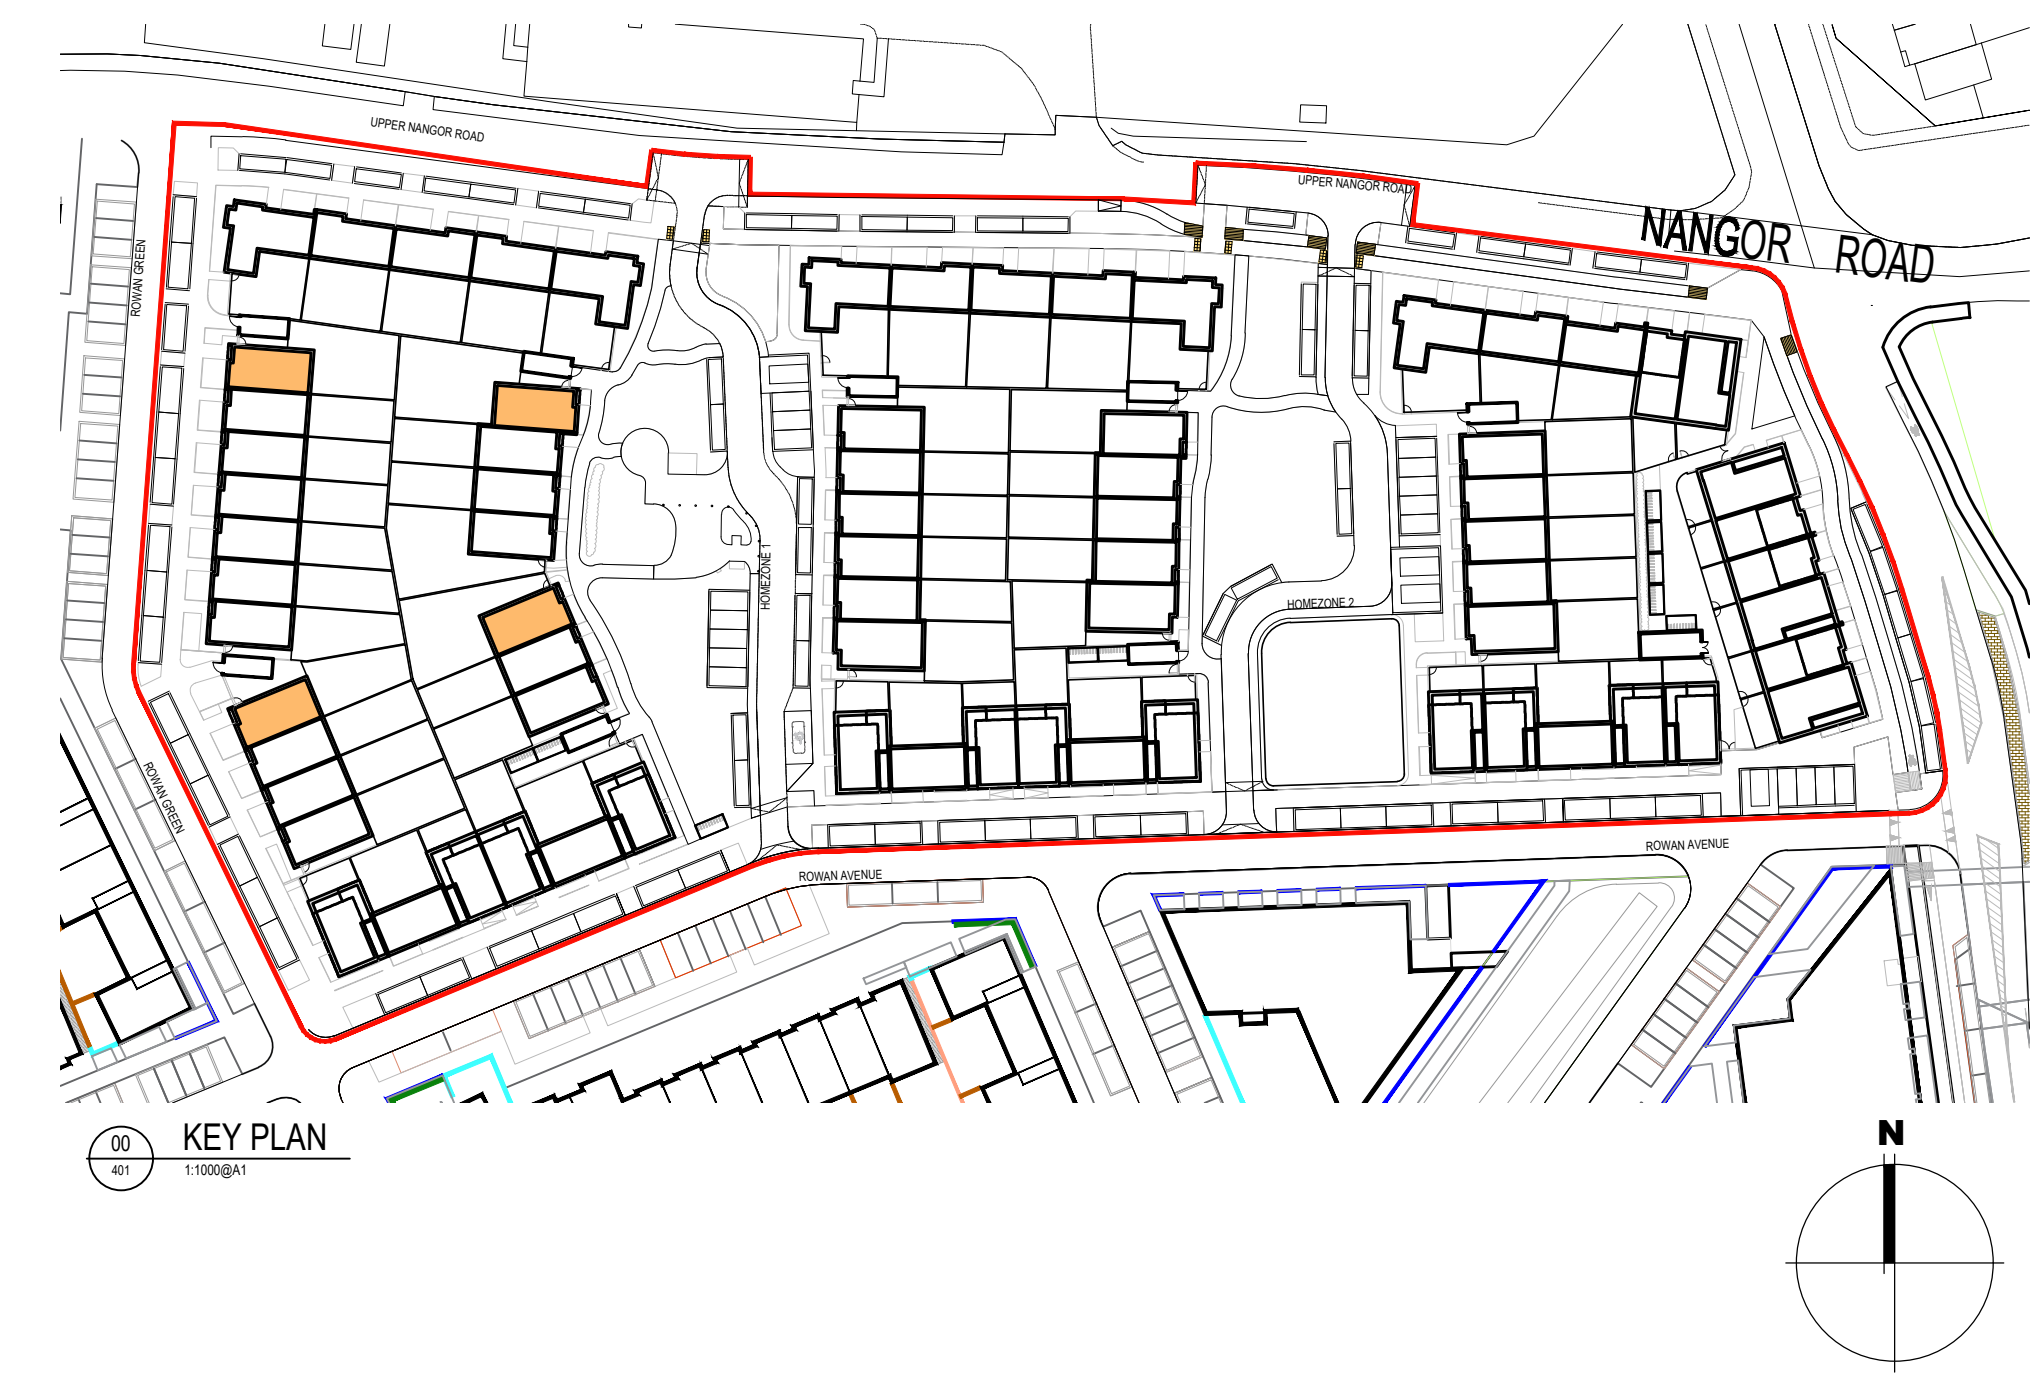 UPPER NANGOR ROAD
UPPER NANGOR ROAD
NANGOR ROAD
ROWAN GREEN
HOMEZONE 1
HOMEZONE 2
ROWAN GREEN
ROWAN AVENUE
ROWAN AVENUE
00
401
KEY PLAN
1:1000@A1
N